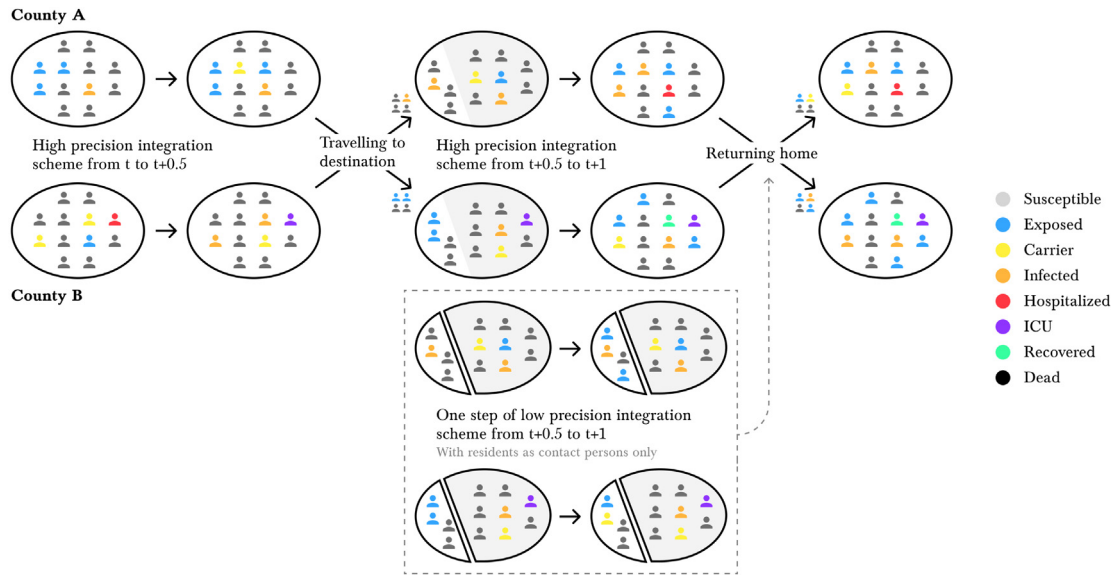 County A
High precision integration
scheme from t to t+0.5
Travelling to
destination
High precision integration
scheme from t+0.5 to t+1
Returning home
County B
Susceptible
Exposed
Carrier
Infected
Hospitalized
ICU
Recovered
Dead
One step of low precision integration
scheme from t+0.5 to t+1
With residents as contact persons only